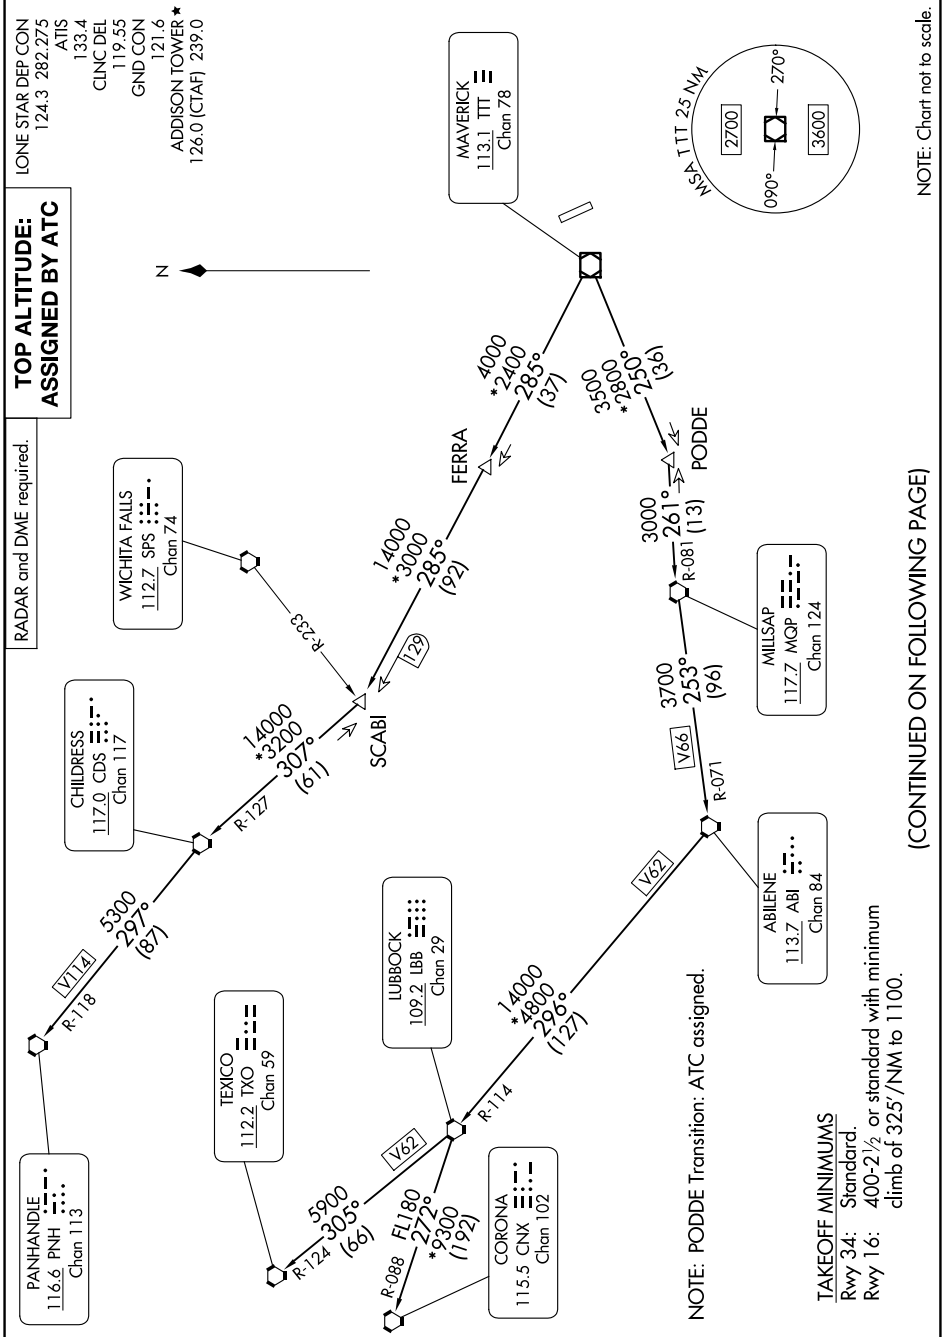 LONE STAR DEP CON
124.3 282.275
ATIS
133.4
CLNC DEL
119.55
GND CON
121.6
ADDISON TOWER★
126.0 (CTAF) 239.0
TOP ALTITUDE:
ASSIGNED BY ATC
RADAR and DME required.
N
PANHANDLE
116.6 PNH
Chan 113
R-118
V114
5300
297°
(87)
CHILDRESS
117.0 CDS
Chan 117
R-127
14000
*3200
307°
(61)
WICHITA FALLS
112.7 SPS
Chan 74
R-233
SCABI
129
14000
*3000
285°
(92)
FERRA
4000
*2400
285°
(37)
MAVERICK
113.1 TTT
Chan 78
3500
*2800
250°
(36)
PODDE
3000
261°
(13)
R-081
MILLSAP
117.7 MQP
Chan 124
3700
253°
(96)
V66
R-071
ABILENE
113.7 ABI
Chan 84
V62
14000
*4800
296°
(127)
R-114
LUBBOCK
109.2 LBB
Chan 29
V62
5900
305°
(66)
R-124
TEXICO
112.2 TXO
Chan 59
FL180
272°
*9300
(192)
R-088
CORONA
115.5 CNX
Chan 102
MSA TTT 25 NM
2700
270°
090°
3600
NOTE: PODDE Transition: ATC assigned.
TAKEOFF MINIMUMS
Rwy 34: Standard.
Rwy 16: 400-2½ or standard with minimum
climb of 325'/NM to 1100.
(CONTINUED ON FOLLOWING PAGE)
NOTE: Chart not to scale.